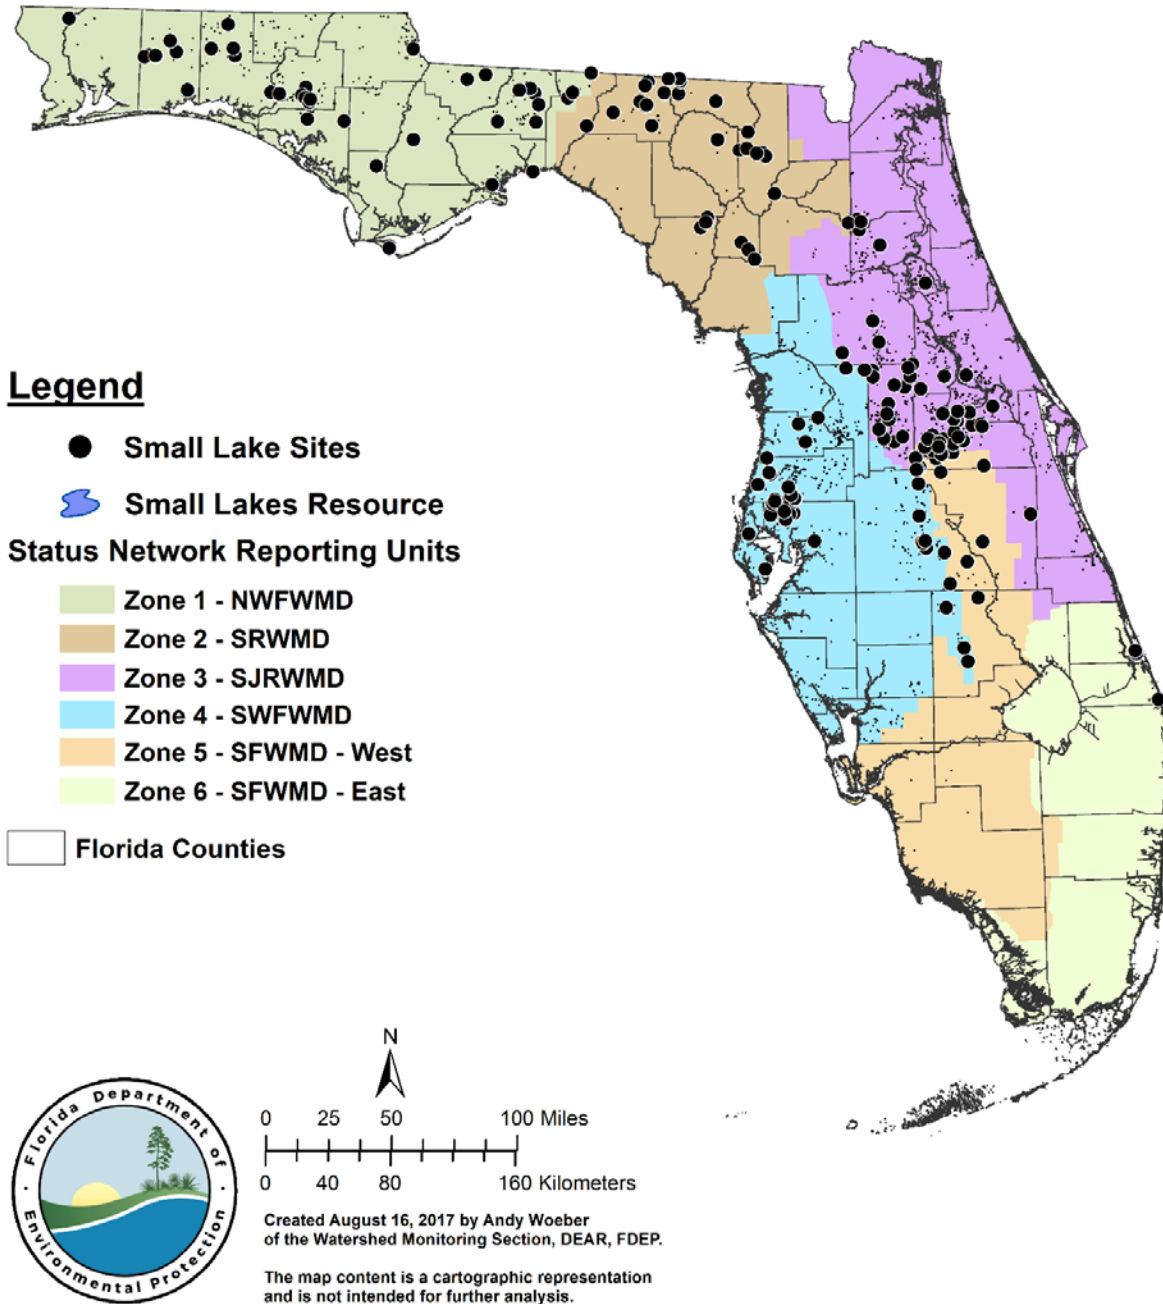 Legend
Small Lake Sites
Small Lakes Resource
Status Network Reporting Units
Zone 1 - NWFWMD
Zone 2 - SRWMD
Zone 3 - SJRWMD
Zone 4 - SWFWMD
Zone 5 - SFWMD - West
Zone 6 - SFWMD - East
Florida Counties
N
0 25 50 100 Miles
0 40 80 160 Kilometers
Florida Department of
Environmental Protection
Created August 16, 2017 by Andy Woeber
of the Watershed Monitoring Section, DEAR, FDEP.
The map content is a cartographic representation
and is not intended for further analysis.